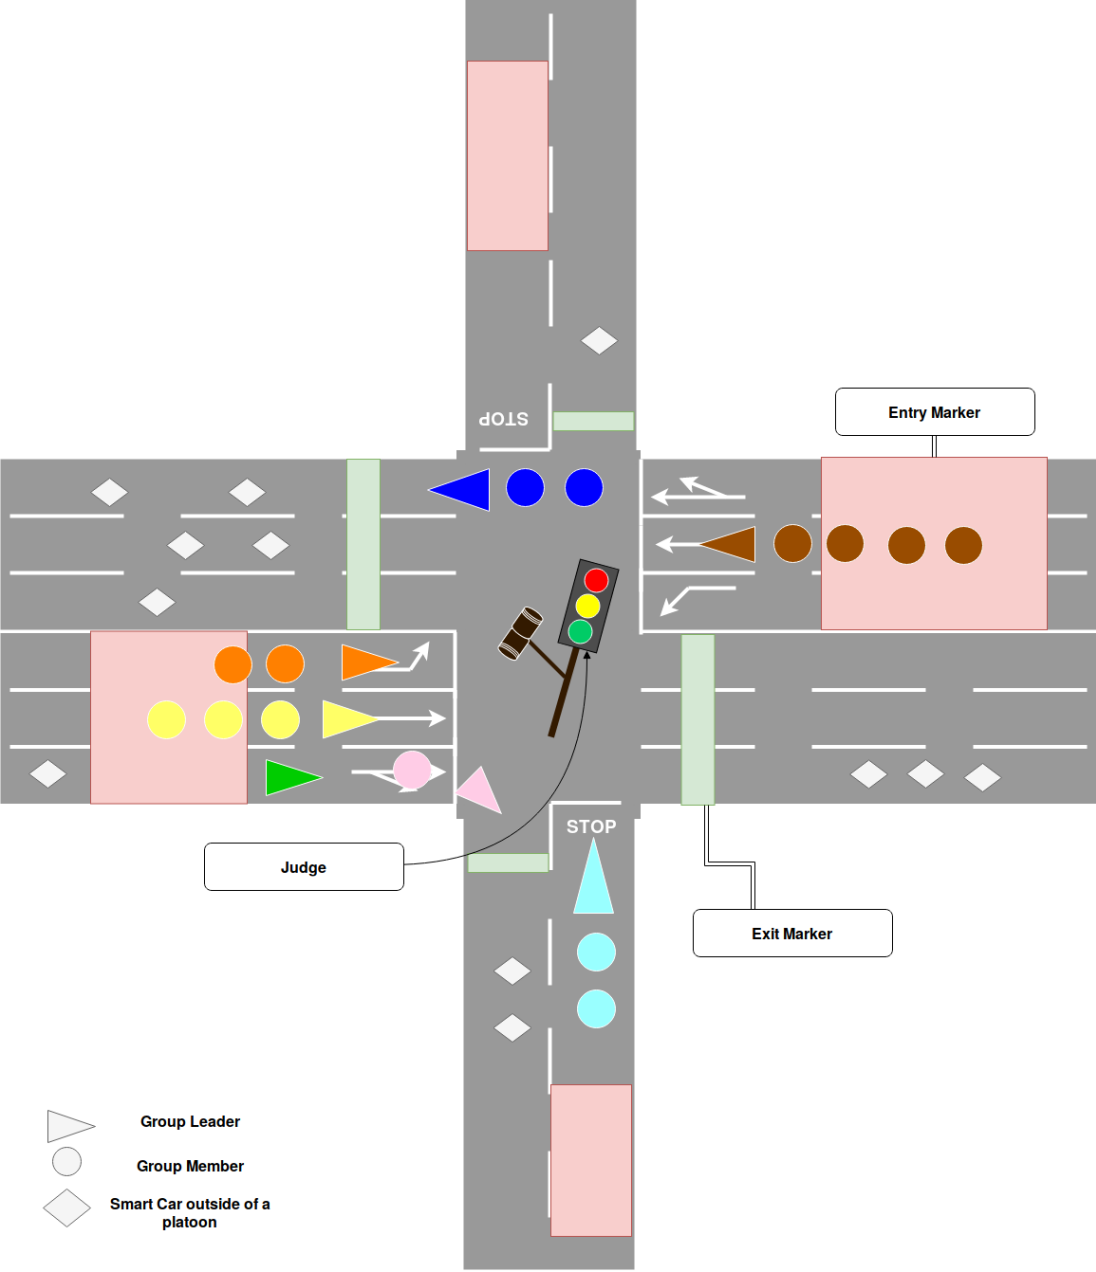 STOP
Entry Marker
STOP
Judge
Exit Marker
Group Leader
Group Member
Smart Car outside of a
platoon